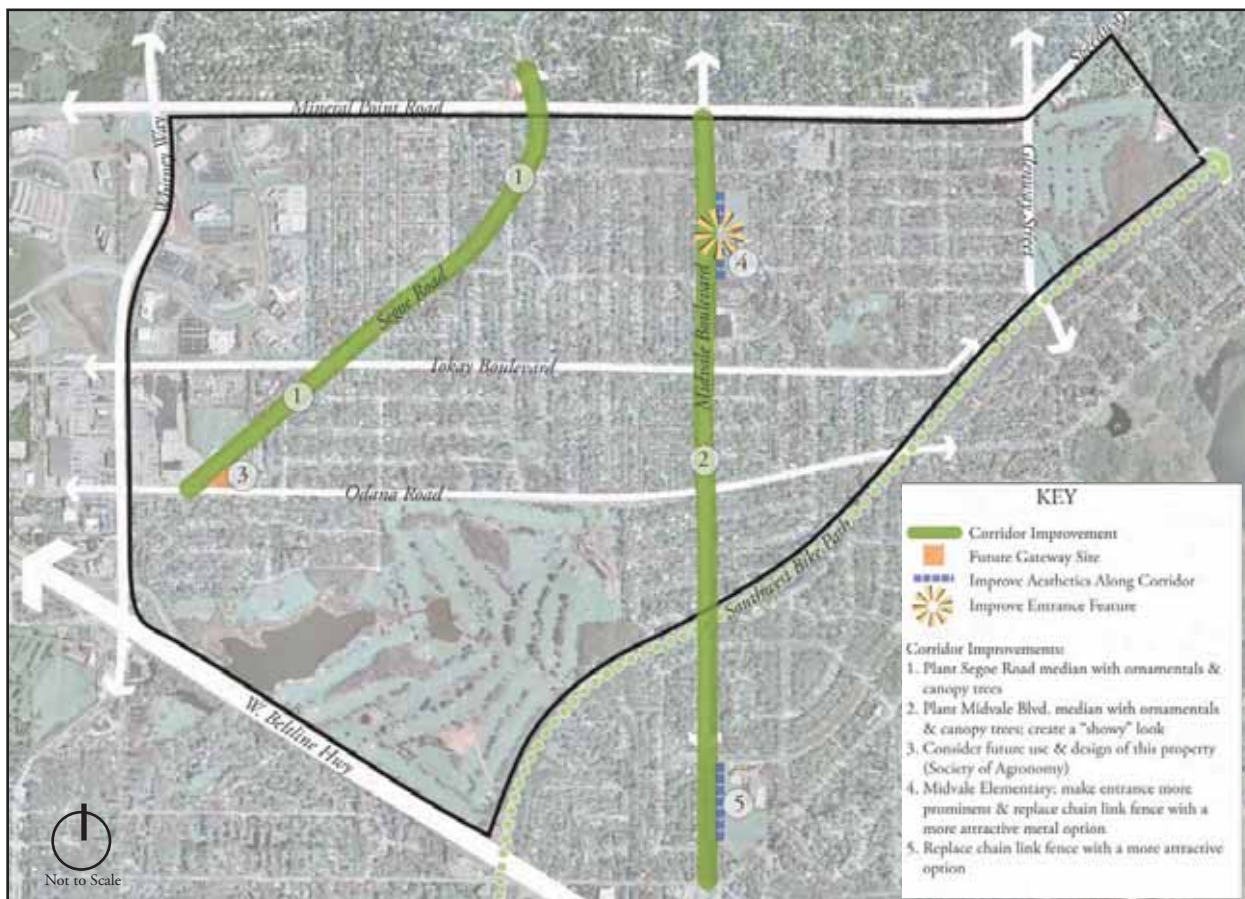 Mineral Point Road
Whitney Way
Glenway Street
1
Segoe Road
4
Midvale Boulevard
Tokay Boulevard
1
2
3
Odana Road
Southwest Bike Path
W. Beltline Hwy
5
Not to Scale
KEY
Corridor Improvement
Future Gateway Site
Improve Aesthetics Along Corridor
Improve Entrance Feature
Corridor Improvements:
1. Plant Segoe Road median with ornamentals &
canopy trees
2. Plant Midvale Blvd. median with ornamentals
& canopy trees; create a "showy" look
3. Consider future use & design of this property
(Society of Agronomy)
4. Midvale Elementary: make entrance more
prominent & replace chain link fence with a
more attractive metal option
5. Replace chain link fence with a more attractive
option